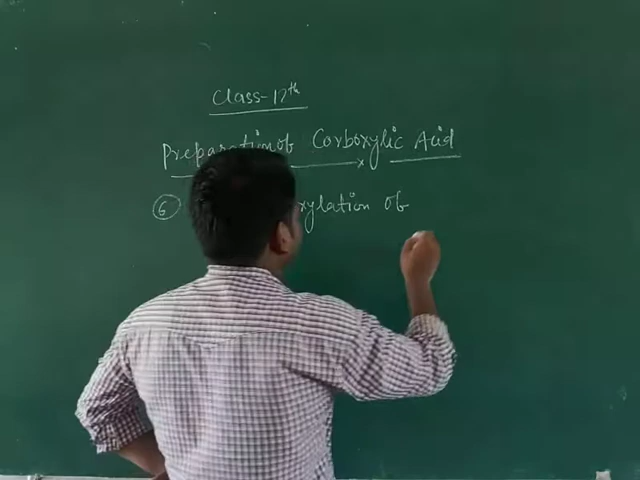 Class-12th
Preparation of Carboxylic Acid
6 xylation of